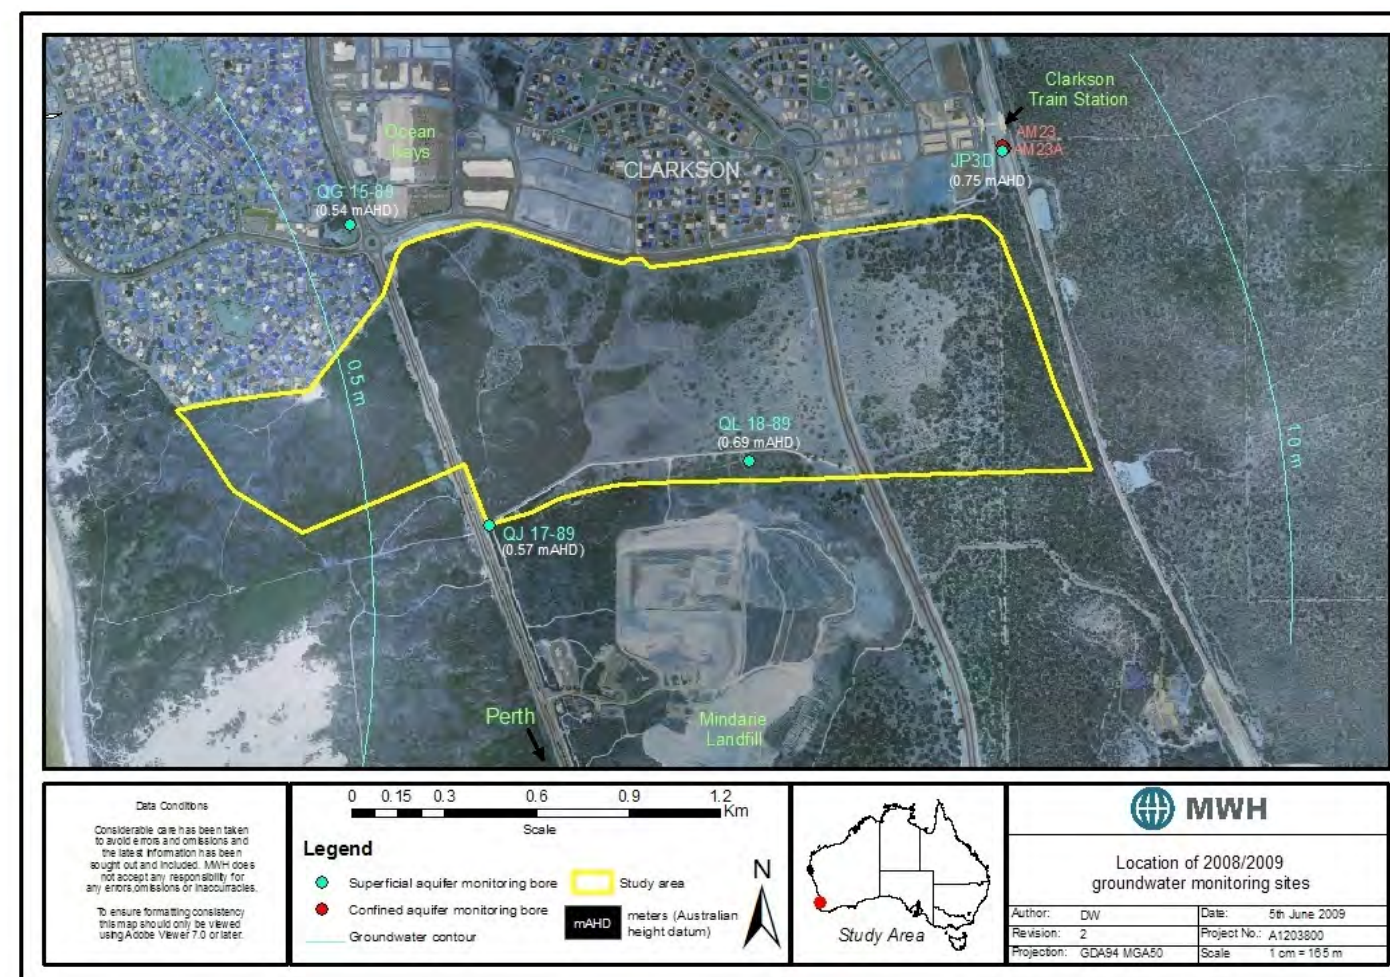 Clarkson
Train Station
AM23
AM23A
JP3D
(0.75 mAHD)
Ocean
Keys
CLARKSON
QG 15-89
(0.54 mAHD)
0.5 m
QL 18-89
(0.69 mAHD)
1.0 m
QJ 17-89
(0.57 mAHD)
Perth
Mindarie
Landfill
Data Conditions
Considerable care has been taken
to avoid errors and omissions and
the latest information has been
sought out and included. MWH does
not accept any responsibility for
any errors, omissions or inaccurracies.
To ensure formatting consistency
this map should only be viewed
using Adobe Viewer 7.0 or later.
0 0.15 0.3 0.6 0.9 1.2
Km
Scale
Legend
Superficial aquifer monitoring bore
Confined aquifer monitoring bore
Groundwater contour
Study area
mAHD
meters (Australian
height datum)
N
Study Area
MWH
Location of 2008/2009
groundwater monitoring sites
Author: DW Date: 5th June 2009
Revision: 2 Project No.: A1203800
Projection: GDA94 MGA50 Scale 1 cm = 165 m